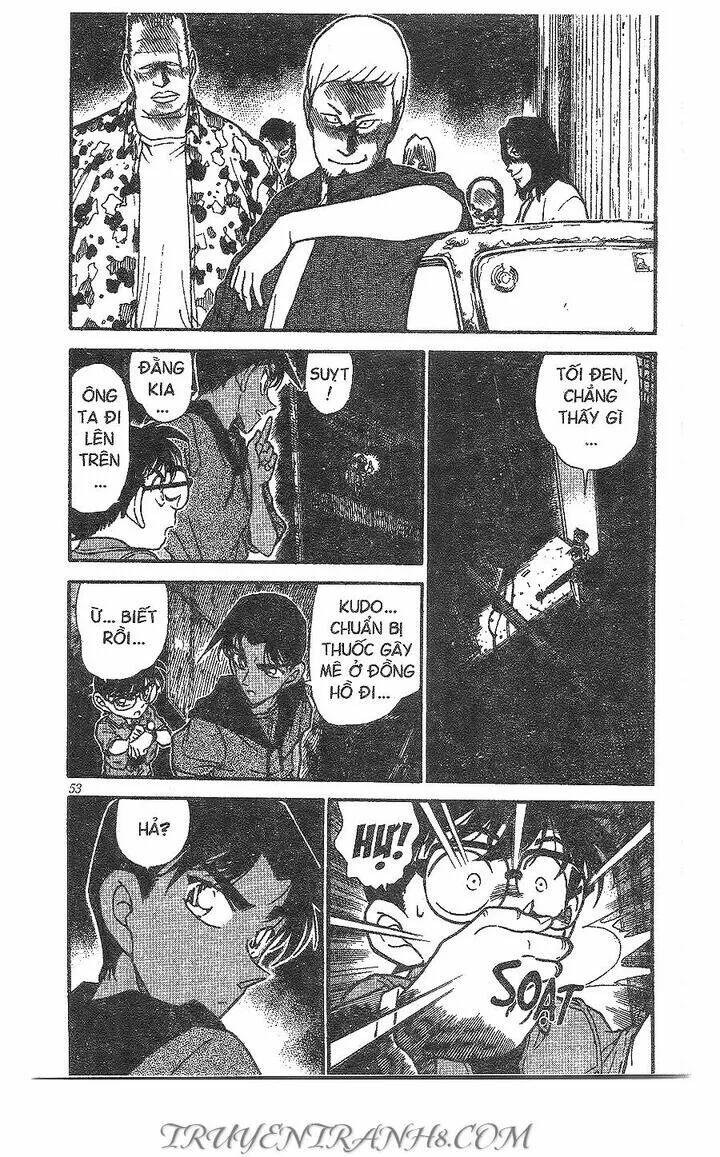 TỐI ĐEN,
CHẲNG
THẤY GÌ
...
SUỴT
!
ĐẰNG
KIA
...
ÔNG
TA ĐI
LÊN
TRÊN
...
KUDO...
CHUẨN BỊ
THUỐC GÂY
MÊ Ở ĐỒNG
HỒ ĐI...
Ừ... BIẾT
RỒI...
53
HỰ!
SOẠT
HẢ?
TRUYENTRANH8.COM